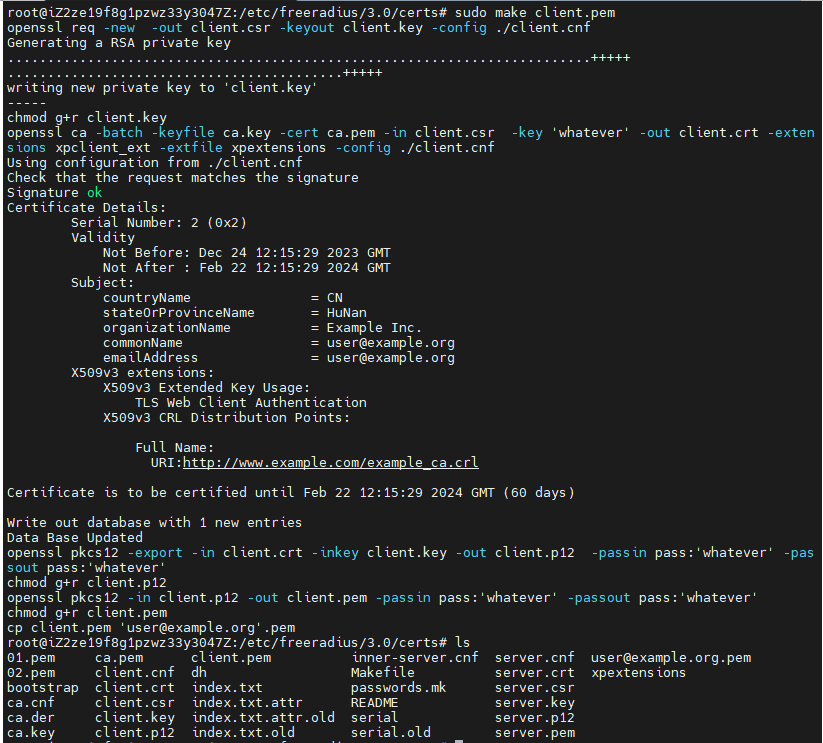 root@iZ2ze19f8g1pzwz33y3047Z:/etc/freeradius/3.0/certs# sudo make client.pem
openssl req -new  -out client.csr -keyout client.key -config ./client.cnf
Generating a RSA private key
.........................................................................+++++
..........................................+++++
writing new private key to 'client.key'
-----
chmod g+r client.key
openssl ca -batch -keyfile ca.key -cert ca.pem -in client.csr  -key 'whatever' -out client.crt -exten
sions xpclient_ext -extfile xpextensions -config ./client.cnf
Using configuration from ./client.cnf
Check that the request matches the signature
Signature ok
Certificate Details:
        Serial Number: 2 (0x2)
        Validity
            Not Before: Dec 24 12:15:29 2023 GMT
            Not After : Feb 22 12:15:29 2024 GMT
        Subject:
            countryName               = CN
            stateOrProvinceName       = HuNan
            organizationName          = Example Inc.
            commonName                = user@example.org
            emailAddress              = user@example.org
        X509v3 extensions:
            X509v3 Extended Key Usage:
                TLS Web Client Authentication
            X509v3 CRL Distribution Points:
                Full Name:
                  URI:http://www.example.com/example_ca.crl
Certificate is to be certified until Feb 22 12:15:29 2024 GMT (60 days)
Write out database with 1 new entries
Data Base Updated
openssl pkcs12 -export -in client.crt -inkey client.key -out client.p12  -passin pass:'whatever' -pas
sout pass:'whatever'
chmod g+r client.p12
openssl pkcs12 -in client.p12 -out client.pem -passin pass:'whatever' -passout pass:'whatever'
chmod g+r client.pem
cp client.pem 'user@example.org'.pem
root@iZ2ze19f8g1pzwz33y3047Z:/etc/freeradius/3.0/certs# ls
01.pem     ca.pem      client.pem          inner-server.cnf  server.cnf  user@example.org.pem
02.pem     client.cnf  dh                  Makefile          server.crt  xpextensions
bootstrap  client.crt  index.txt           passwords.mk      server.csr
ca.cnf     client.csr  index.txt.attr      README            server.key
ca.der     client.key  index.txt.attr.old  serial            server.p12
ca.key     client.p12  index.txt.old       serial.old        server.pem